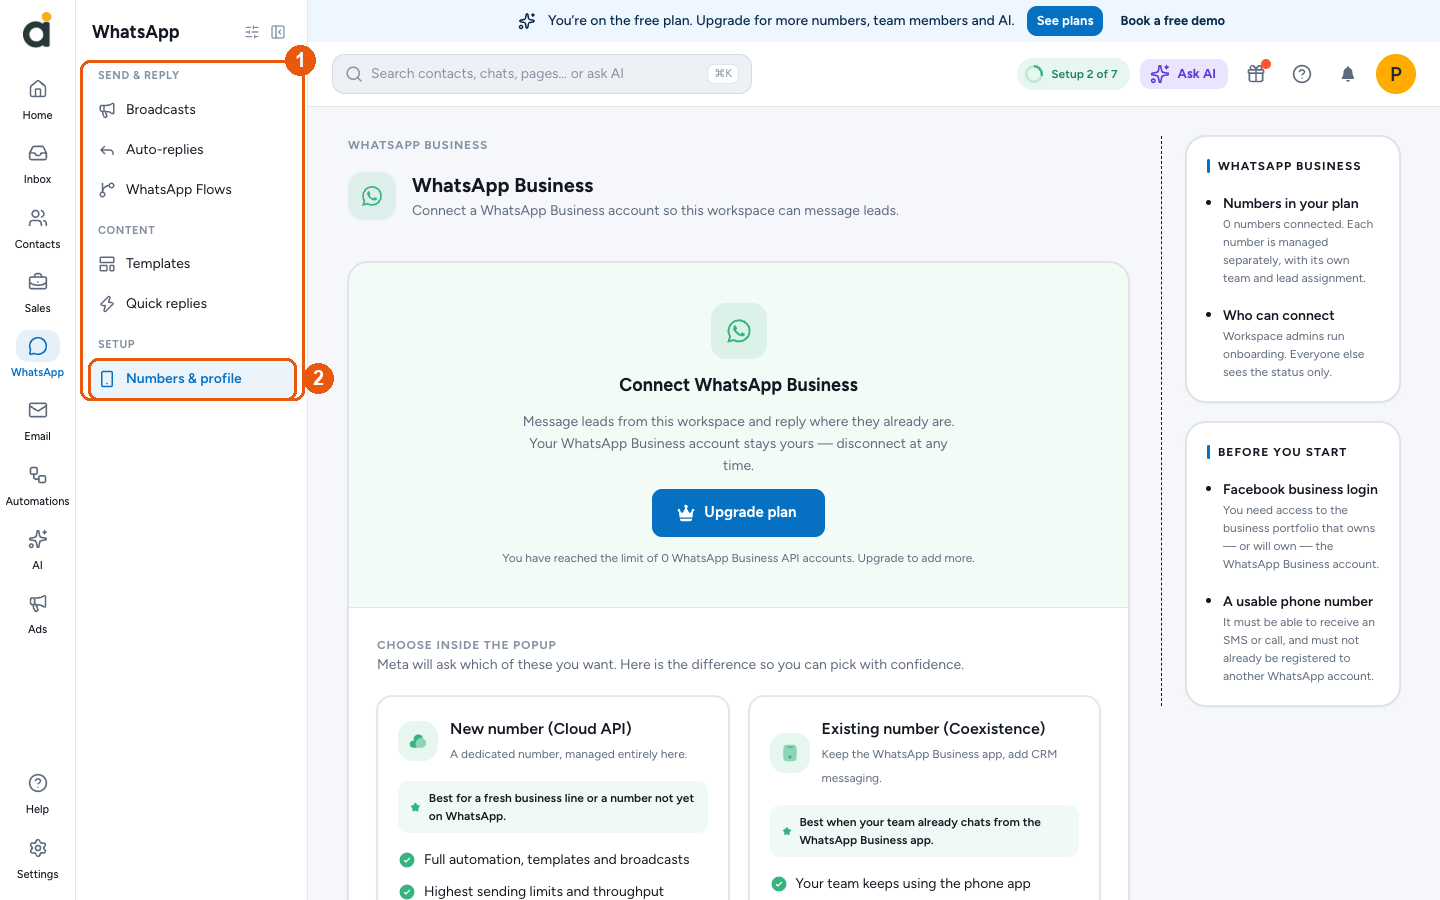 You're on the free plan. Upgrade for more numbers, team members and AI.
See plans
Book a free demo
Home
Inbox
Contacts
Sales
WhatsApp
Email
Automations
AI
Ads
Help
Settings
WhatsApp
1
SEND & REPLY
Broadcasts
Auto-replies
WhatsApp Flows
CONTENT
Templates
Quick replies
SETUP
Numbers & profile
2
Search contacts, chats, pages... or ask AI
⌘K
Setup 2 of 7
Ask AI
P
WHATSAPP BUSINESS
WhatsApp Business
Connect a WhatsApp Business account so this workspace can message leads.
Connect WhatsApp Business
Message leads from this workspace and reply where they already are.
Your WhatsApp Business account stays yours — disconnect at any
time.
Upgrade plan
You have reached the limit of 0 WhatsApp Business API accounts. Upgrade to add more.
CHOOSE INSIDE THE POPUP
Meta will ask which of these you want. Here is the difference so you can pick with confidence.
New number (Cloud API)
A dedicated number, managed entirely here.
Best for a fresh business line or a number not yet
on WhatsApp.
Full automation, templates and broadcasts
Highest sending limits and throughput
Existing number (Coexistence)
Keep the WhatsApp Business app, add CRM
messaging.
Best when your team already chats from the
WhatsApp Business app.
Your team keeps using the phone app
WHATSAPP BUSINESS
Numbers in your plan
0 numbers connected. Each
number is managed
separately, with its own
team and lead assignment.
Who can connect
Workspace admins run
onboarding. Everyone else
sees the status only.
BEFORE YOU START
Facebook business login
You need access to the
business portfolio that owns
— or will own — the
WhatsApp Business account.
A usable phone number
It must be able to receive an
SMS or call, and must not
already be registered to
another WhatsApp account.